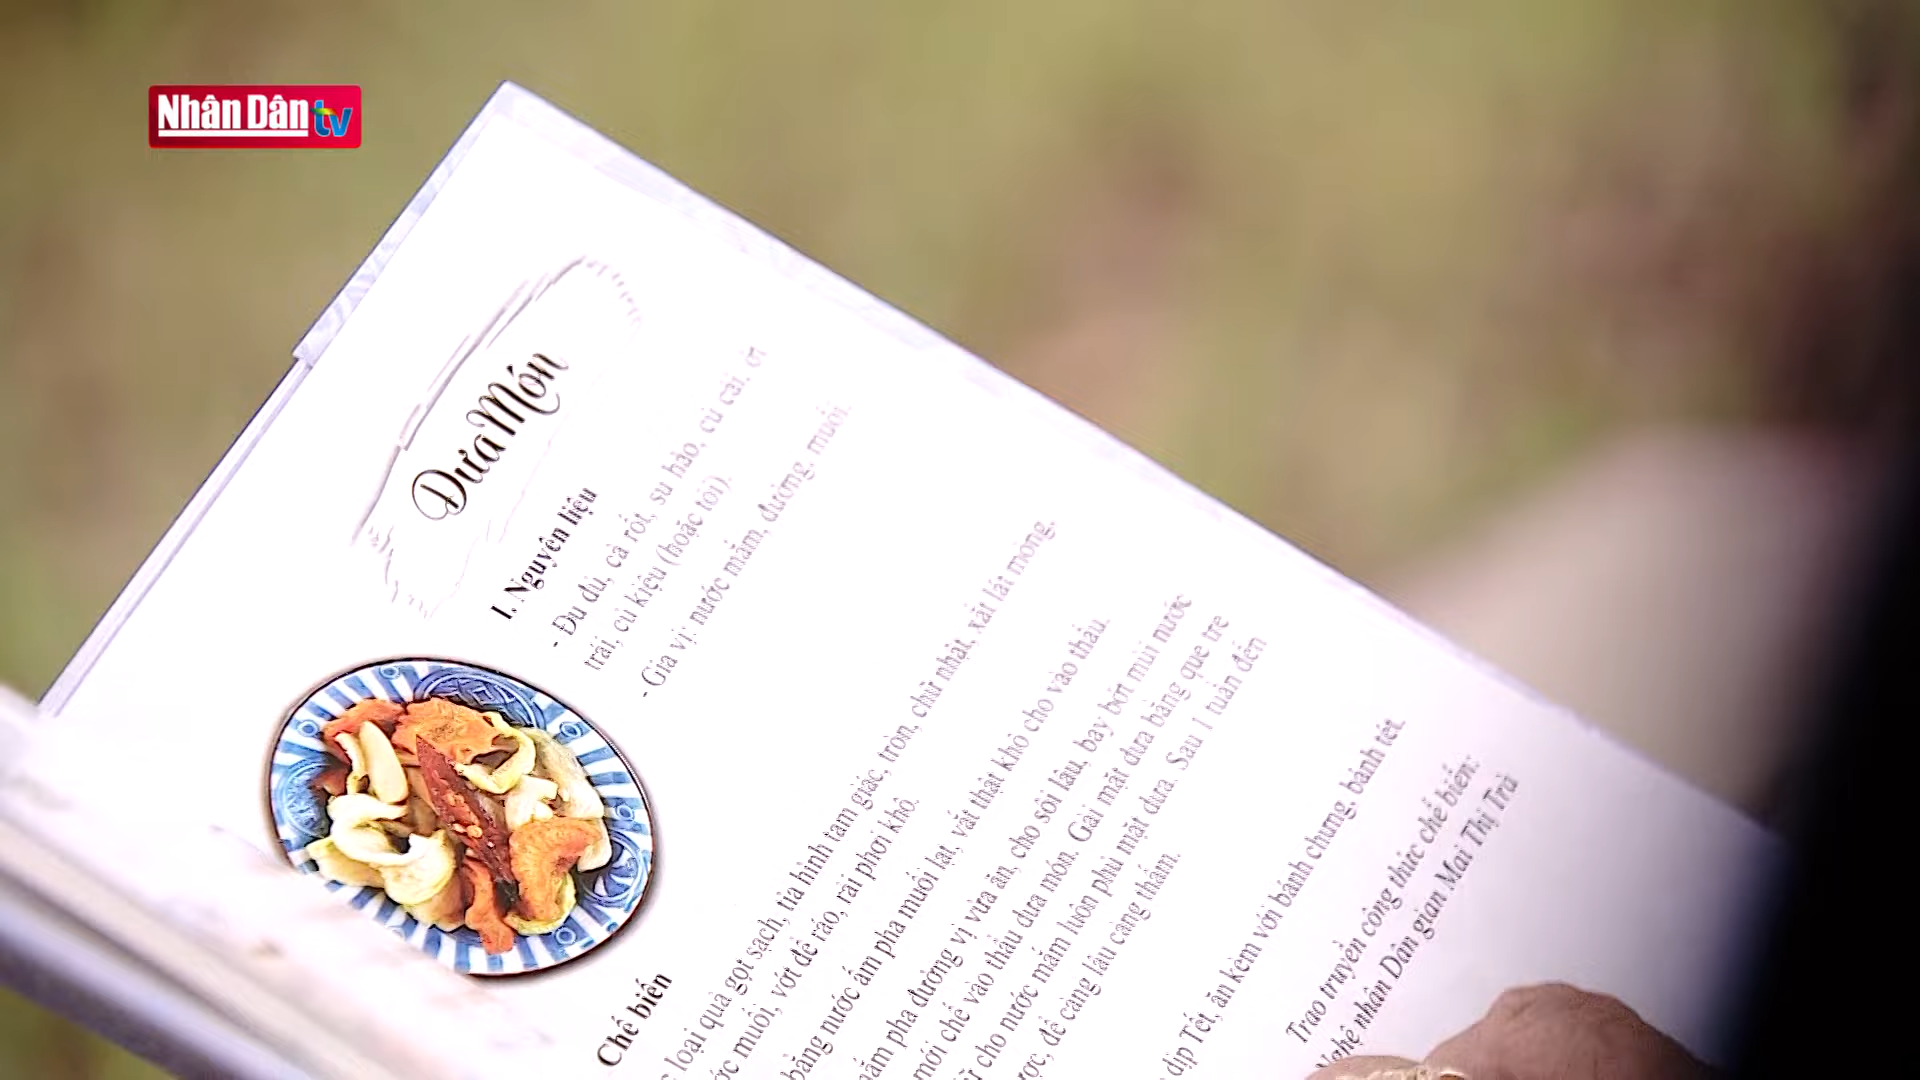 Nhân Dân tv
Dưa Món
I. Nguyên liệu
- Đu đủ, cà rốt, su hào, củ cải, ớt
trái, củ kiệu (hoặc tỏi).
- Gia vị: nước mắm, đường, muối.
Chế biến
loại quả gọt sạch, tỉa hình tam giác, tròn, chữ nhật, xắt lát mỏng.
muối, vớt để ráo, rải phơi khô.
bằng nước ấm pha muối lạt, vắt thật khô cho vào thẩu.
mắm pha đường vị vừa ăn, cho sôi lâu, bay bớt mùi nước
mới chế vào thẩu dưa món. Gài mặt dưa bằng que tre
cho nước mắm luôn phủ mặt dưa. Sau 1 tuần đến
để càng lâu càng thấm.
dịp Tết, ăn kèm với bánh chưng, bánh tét.
Trao truyền công thức chế biến:
Nghệ nhân Dân gian Mai Thị Trà